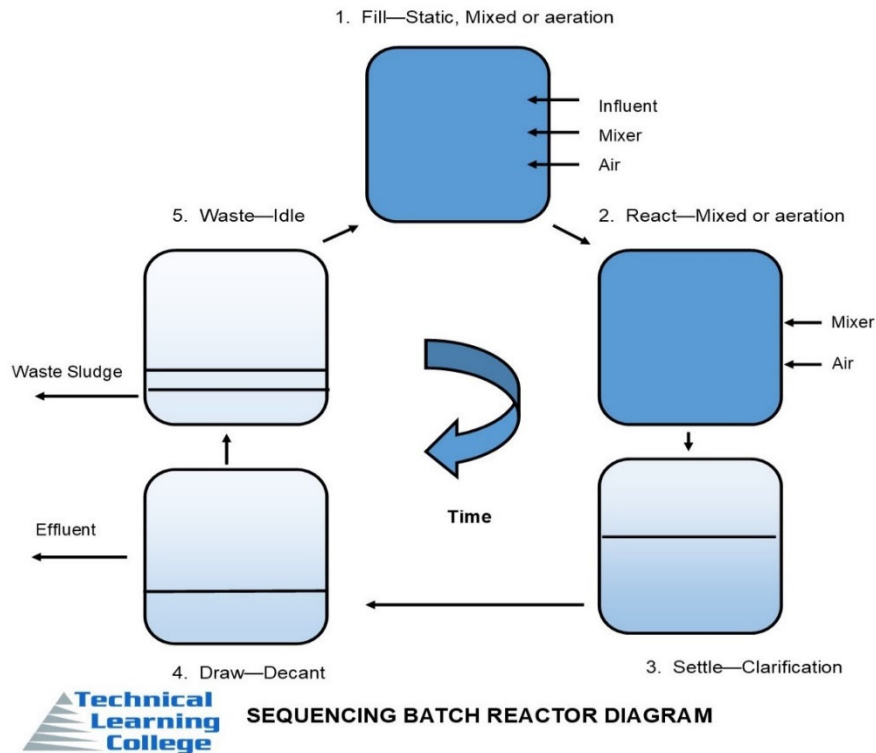 1. Fill—Static, Mixed or aeration
Influent
Mixer
Air
5. Waste—Idle
2. React—Mixed or aeration
Mixer
Air
Waste Sludge
Effluent
Time
4. Draw—Decant
3. Settle—Clarification
Technical
Learning
College
SEQUENCING BATCH REACTOR DIAGRAM